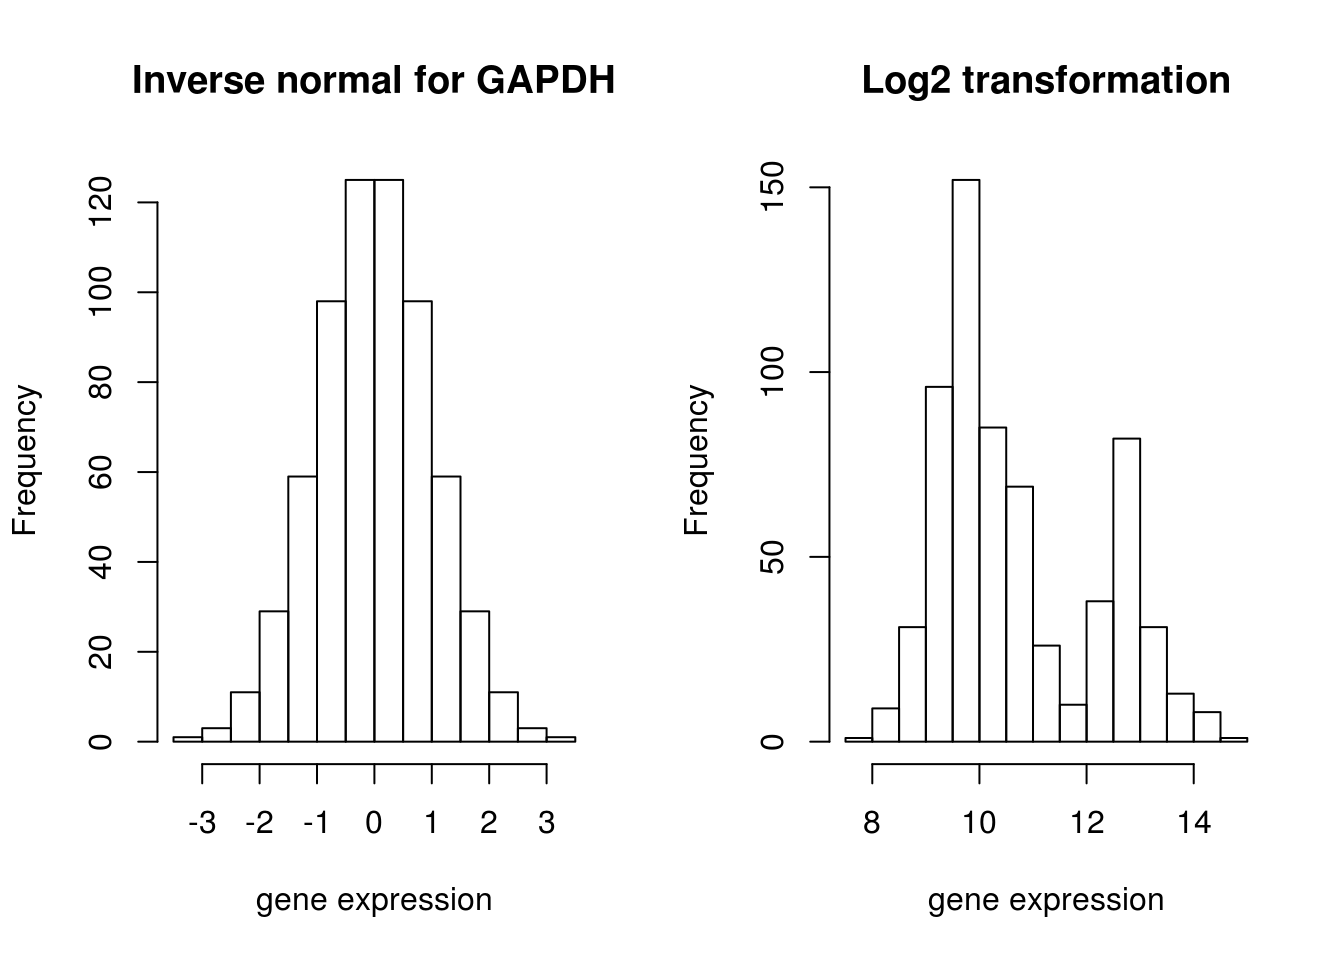 Inverse normal for GAPDH
Frequency
0 20 40 60 80 100 120
-3 -2 -1 0 1 2 3
gene expression
Log2 transformation
Frequency
0 50 100 150
8 10 12 14
gene expression